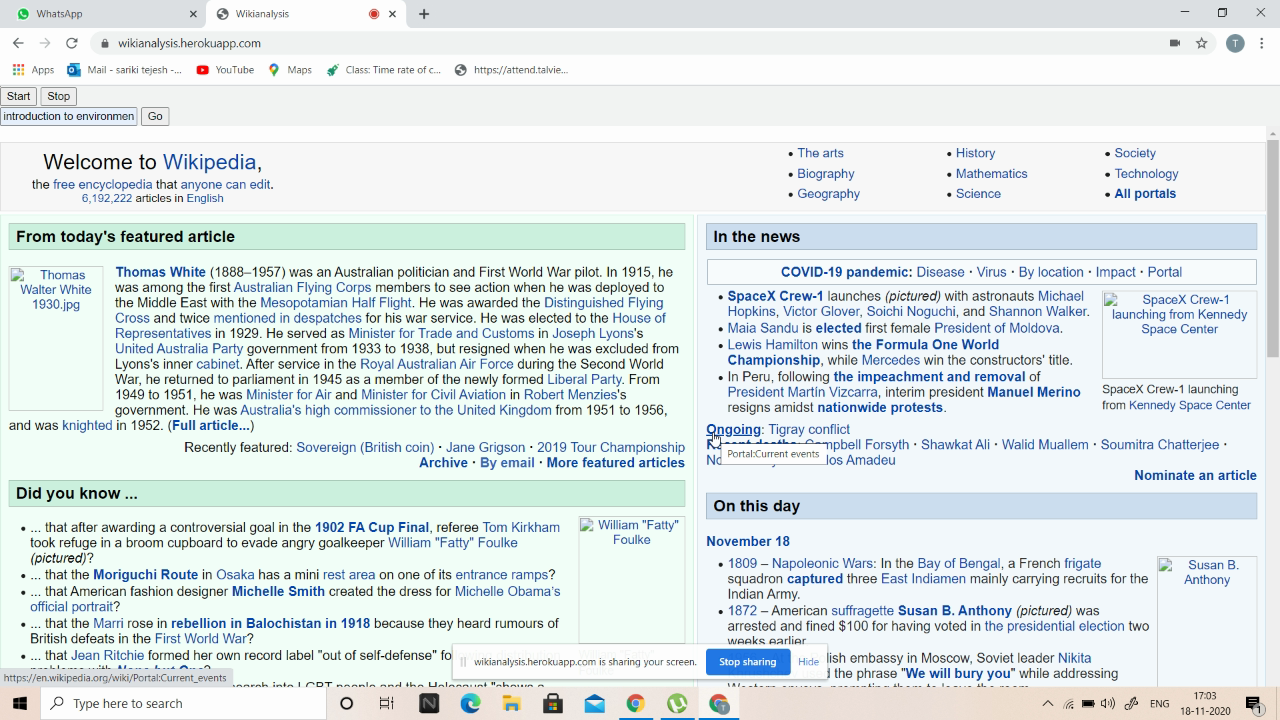 WhatsApp
Wikianalysis
wikianalysis.herokuapp.com
T
Apps
Mail - sariki tejesh -...
YouTube
Maps
Class: Time rate of c...
https://attend.talvie...
Start Stop
introduction to environmen Go
Welcome to Wikipedia,
the free encyclopedia that anyone can edit.
6,192,222 articles in English
• The arts
• Biography
• Geography
• History
• Mathematics
• Science
• Society
• Technology
• All portals
From today's featured article
Thomas
Walter White
1930.jpg
Thomas White (1888–1957) was an Australian politician and First World War pilot. In 1915, he
was among the first Australian Flying Corps members to see action when he was deployed to
the Middle East with the Mesopotamian Half Flight. He was awarded the Distinguished Flying
Cross and twice mentioned in despatches for his war service. He was elected to the House of
Representatives in 1929. He served as Minister for Trade and Customs in Joseph Lyons's
United Australia Party government from 1933 to 1938, but resigned when he was excluded from
Lyons's inner cabinet. After service in the Royal Australian Air Force during the Second World
War, he returned to parliament in 1945 as a member of the newly formed Liberal Party. From
1949 to 1951, he was Minister for Air and Minister for Civil Aviation in Robert Menzies's
government. He was Australia's high commissioner to the United Kingdom from 1951 to 1956,
and was knighted in 1952. (Full article...)
Recently featured: Sovereign (British coin) · Jane Grigson · 2019 Tour Championship
Archive · By email · More featured articles
Did you know ...
• ... that after awarding a controversial goal in the 1902 FA Cup Final, referee Tom Kirkham
took refuge in a broom cupboard to evade angry goalkeeper William "Fatty" Foulke
(pictured)?
• ... that the Moriguchi Route in Osaka has a mini rest area on one of its entrance ramps?
• ... that American fashion designer Michelle Smith created the dress for Michelle Obama's
official portrait?
• ... that the Marri rose in rebellion in Balochistan in 1918 because they heard rumours of
British defeats in the First World War?
• ... that Jean Ritchie formed her own record label "out of self-defense"
William "Fatty"
Foulke
In the news
COVID-19 pandemic: Disease · Virus · By location · Impact · Portal
• SpaceX Crew-1 launches (pictured) with astronauts Michael
Hopkins, Victor Glover, Soichi Noguchi, and Shannon Walker.
• Maia Sandu is elected first female President of Moldova.
• Lewis Hamilton wins the Formula One World
Championship, while Mercedes win the constructors' title.
• In Peru, following the impeachment and removal of
President Martín Vizcarra, interim president Manuel Merino
resigns amidst nationwide protests.
SpaceX Crew-1
launching from Kennedy
Space Center
SpaceX Crew-1 launching
from Kennedy Space Center
Ongoing: Tigray conflict
Campbell Forsyth · Shawkat Ali · Walid Muallem · Soumitra Chatterjee ·
Portal:Current events
Amadeu
Nominate an article
On this day
November 18
• 1809 – Napoleonic Wars: In the Bay of Bengal, a French frigate
squadron captured three East Indiamen mainly carrying recruits for the
Indian Army.
• 1872 – American suffragette Susan B. Anthony (pictured) was
arrested and fined $100 for having voted in the presidential election two
weeks earlier.
embassy in Moscow, Soviet leader Nikita
the phrase "We will bury you" while addressing
Susan B.
Anthony
wikianalysis.herokuapp.com is sharing your screen.
Stop sharing
Hide
https://en.wikipedia.org/wiki/Portal:Current_events
Type here to search
N
T
ENG
17:03
18-11-2020
1